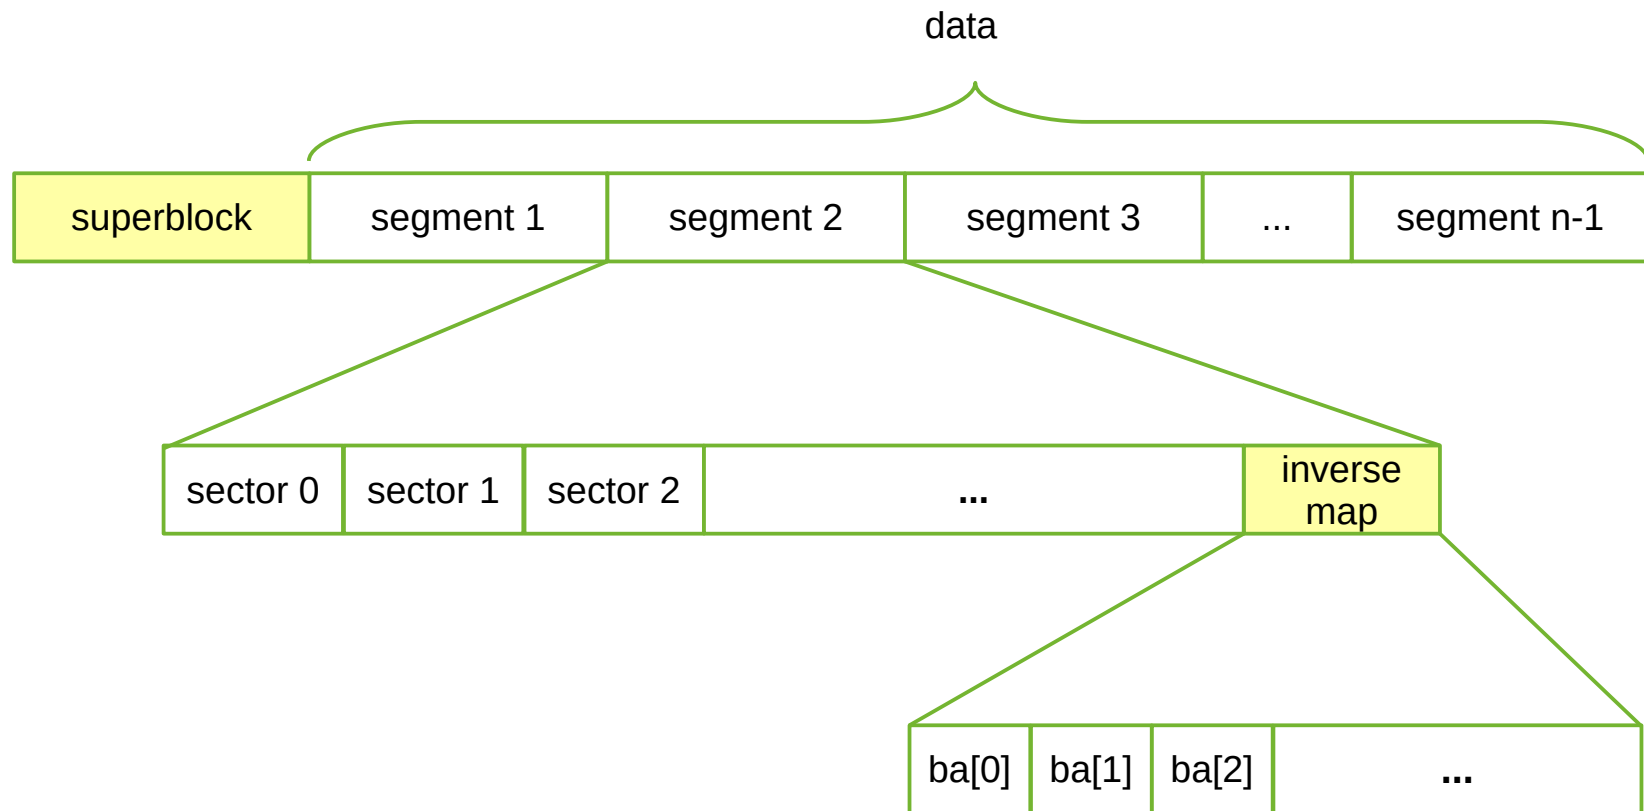 data
superblock segment 1 segment 2 segment 3 ... segment n-1
sector 0 sector 1 sector 2 ... inverse
map
ba[0] ba[1] ba[2] ...